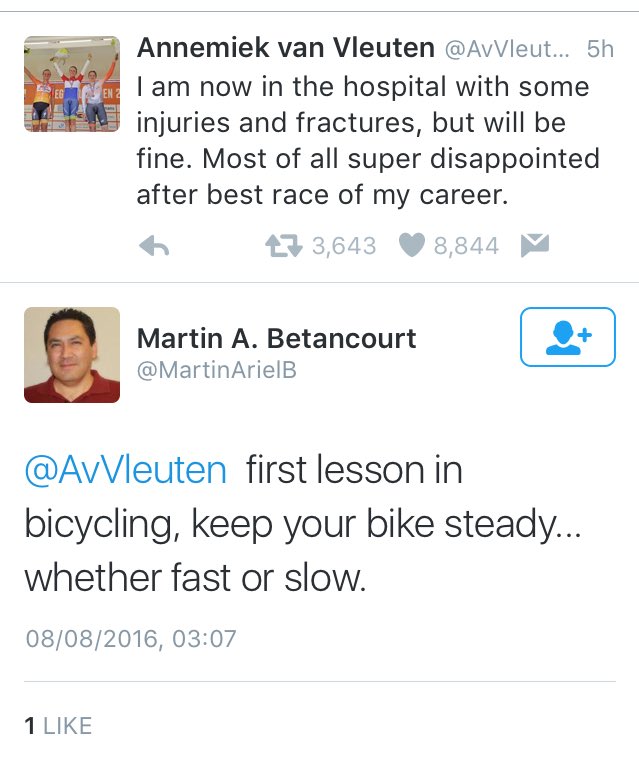 Annemiek van Vleuten @AvVleut... 5h
I am now in the hospital with some
injuries and fractures, but will be
fine. Most of all super disappointed
after best race of my career.
3,643 8,844
Martin A. Betancourt
@MartinArielB
@AvVleuten first lesson in
bicycling, keep your bike steady...
whether fast or slow.
08/08/2016, 03:07
1 LIKE